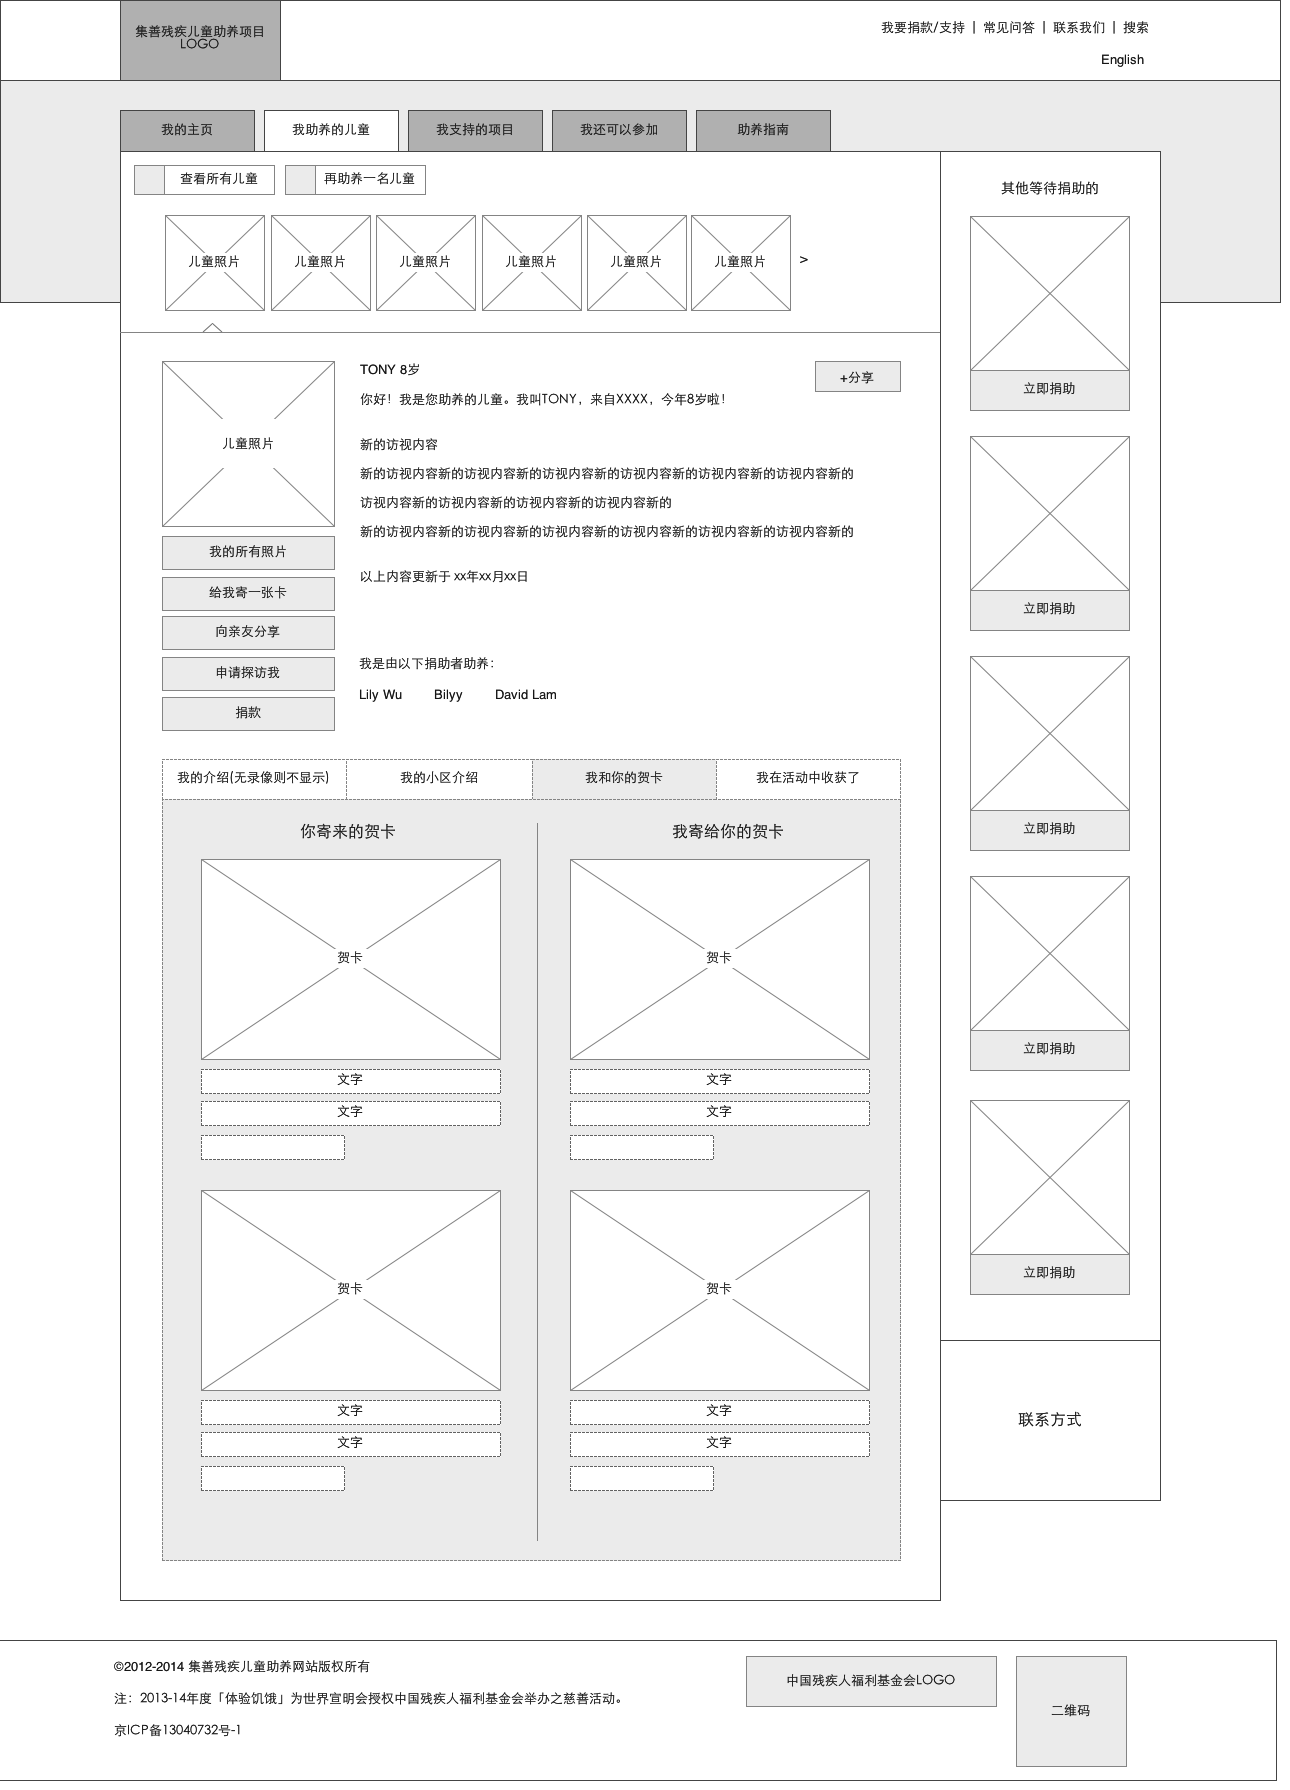 集善残疾儿童助养项目
LOGO
我要捐款/支持 | 常见问答 | 联系我们 | 搜索
English
我的主页
我助养的儿童
我支持的项目
我还可以参加
助养指南
查看所有儿童
再助养一名儿童
儿童照片
儿童照片
儿童照片
儿童照片
儿童照片
儿童照片
>
TONY 8岁
+分享
你好！我是您助养的儿童。我叫TONY，来自XXXX，今年8岁啦！
儿童照片
新的访视内容
新的访视内容新的访视内容新的访视内容新的访视内容新的访视内容新的访视内容新的
访视内容新的访视内容新的访视内容新的访视内容新的
新的访视内容新的访视内容新的访视内容新的访视内容新的访视内容新的访视内容新的
以上内容更新于 xx年xx月xx日
我的所有照片
给我寄一张卡
向亲友分享
申请探访我
捐款
我是由以下捐助者助养：
Lily Wu Bilyy David Lam
我的介绍(无录像则不显示)
我的小区介绍
我和你的贺卡
我在活动中收获了
你寄来的贺卡
我寄给你的贺卡
贺卡
贺卡
文字
文字
文字
文字
贺卡
贺卡
文字
文字
文字
文字
其他等待捐助的
立即捐助
立即捐助
立即捐助
立即捐助
立即捐助
联系方式
©2012-2014 集善残疾儿童助养网站版权所有
注：2013-14年度「体验饥饿」为世界宣明会授权中国残疾人福利基金会举办之慈善活动。
京ICP备13040732号-1
中国残疾人福利基金会LOGO
二维码